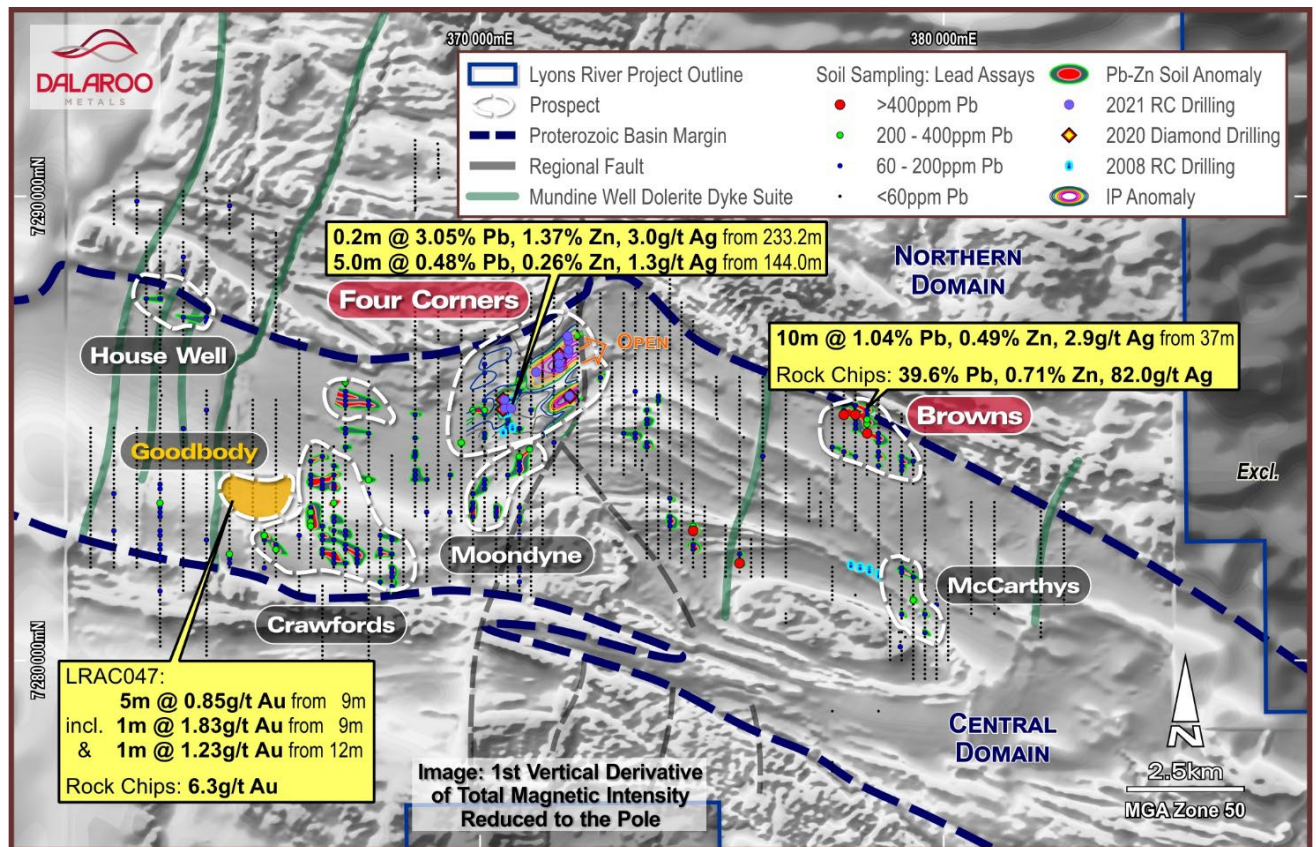 DALAROO
METALS
370 000mE
380 000mE
Lyons River Project Outline
Prospect
Proterozoic Basin Margin
Regional Fault
Mundine Well Dolerite Dyke Suite
Soil Sampling: Lead Assays
>400ppm Pb
200 - 400ppm Pb
60 - 200ppm Pb
<60ppm Pb
Pb-Zn Soil Anomaly
2021 RC Drilling
2020 Diamond Drilling
2008 RC Drilling
IP Anomaly
7290 000mN
0.2m @ 3.05% Pb, 1.37% Zn, 3.0g/t Ag from 233.2m
5.0m @ 0.48% Pb, 0.26% Zn, 1.3g/t Ag from 144.0m
NORTHERN
DOMAIN
Four Corners
House Well
OPEN
10m @ 1.04% Pb, 0.49% Zn, 2.9g/t Ag from 37m
Rock Chips: 39.6% Pb, 0.71% Zn, 82.0g/t Ag
Browns
Goodbody
Excl.
Moondyne
McCarthys
Crawfords
7280 000mN
LRAC047:
5m @ 0.85g/t Au from 9m
incl. 1m @ 1.83g/t Au from 9m
& 1m @ 1.23g/t Au from 12m
Rock Chips: 6.3g/t Au
CENTRAL
DOMAIN
Image: 1st Vertical Derivative
of Total Magnetic Intensity
Reduced to the Pole
N
2.5km
MGA Zone 50